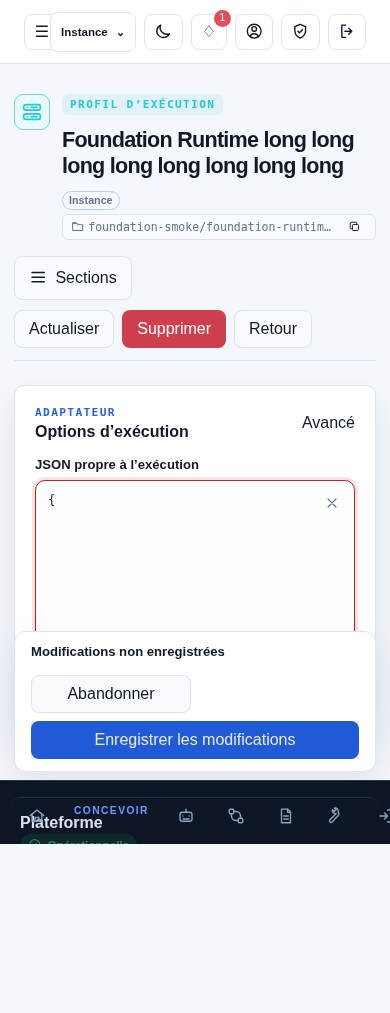 Instance
1
PROFIL D’EXÉCUTION
Foundation Runtime long long
long long long long long long
Instance
foundation-smoke/foundation-runtim…
Sections
Actualiser
Supprimer
Retour
ADAPTATEUR
Options d’exécution
Avancé
JSON propre à l’exécution
{
Modifications non enregistrées
Abandonner
Enregistrer les modifications
CONCEVOIR
Plateforme
Opérationnelle